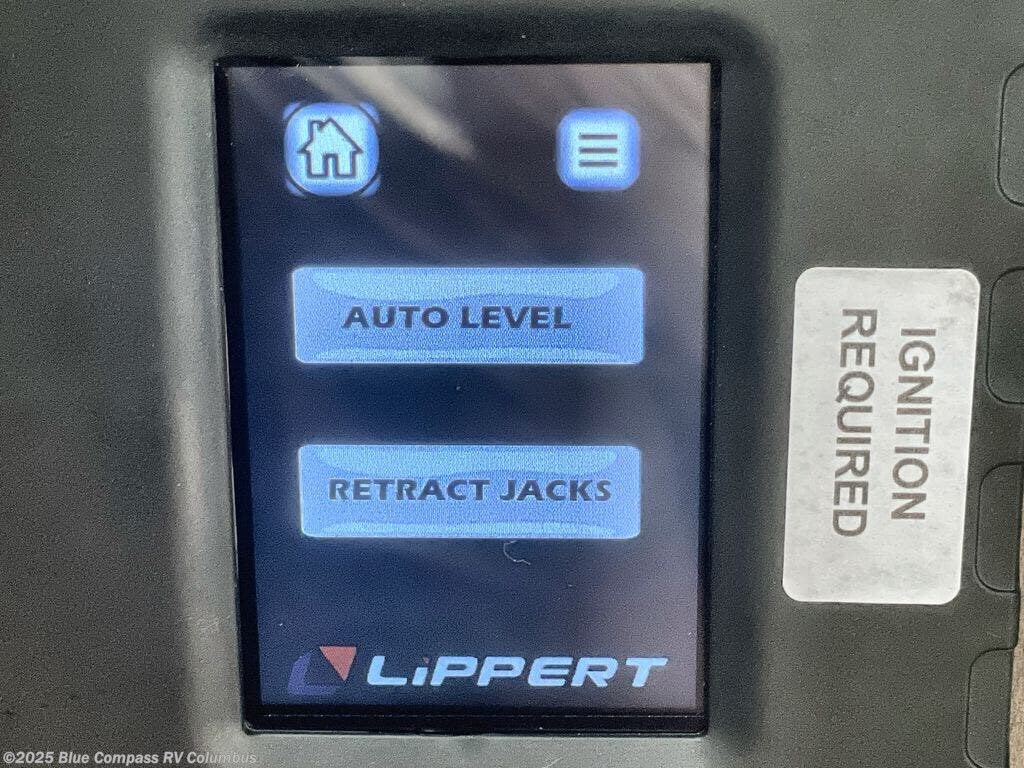 AUTO LEVEL
RETRACT JACKS
LiPPERT
IGNITION
REQUIRED
©2025 Blue Compass RV Columbus